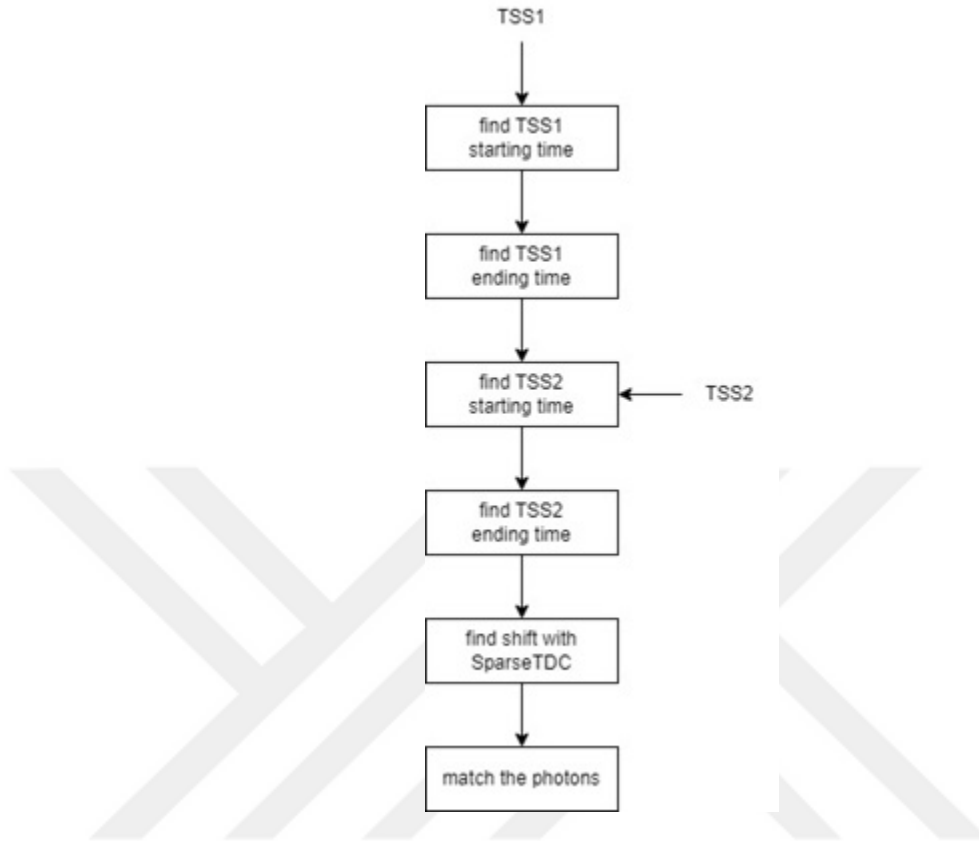 TSS1
find TSS1
starting time
find TSS1
ending time
find TSS2
starting time
TSS2
find TSS2
ending time
find shift with
SparseTDC
match the photons